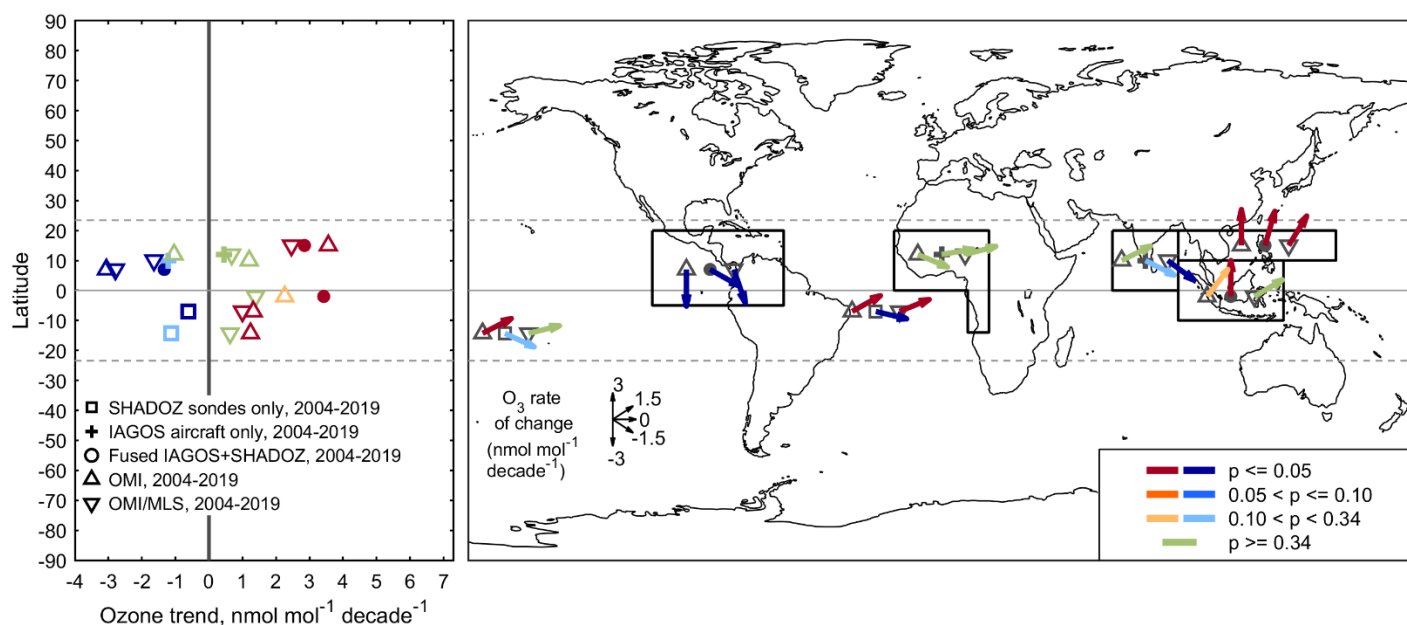 90
80
70
60
50
40
30
20
10
0
-10
-20
-30
-40
-50
-60
-70
-80
-90
Latitude
SHADOZ sondes only, 2004-2019
IAGOS aircraft only, 2004-2019
Fused IAGOS+SHADOZ, 2004-2019
OMI, 2004-2019
OMI/MLS, 2004-2019
-4 -3 -2 -1 0 1 2 3 4 5 6 7
Ozone trend, nmol mol⁻¹ decade⁻¹
O₃ rate
of change
(nmol mol⁻¹
decade⁻¹)
3
1.5
0
-1.5
-3
p <= 0.05
0.05 < p <= 0.10
0.10 < p < 0.34
p >= 0.34